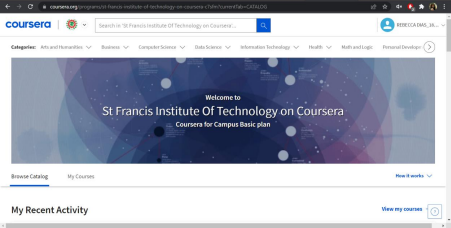 coursera.org/programs/st-francis-institute-of-technology-on-coursera-c7ohn?currentTab=CATALOG
coursera
Search in 'St Francis Institute Of Technology on Coursera'...
REBECCA DIAS_16...
Categories: Arts and Humanities Business Computer Science Data Science Information Technology Health Math and Logic Personal Developm
Welcome to
St Francis Institute Of Technology on Coursera
Coursera for Campus Basic plan
Browse Catalog My Courses How it works
My Recent Activity View my courses